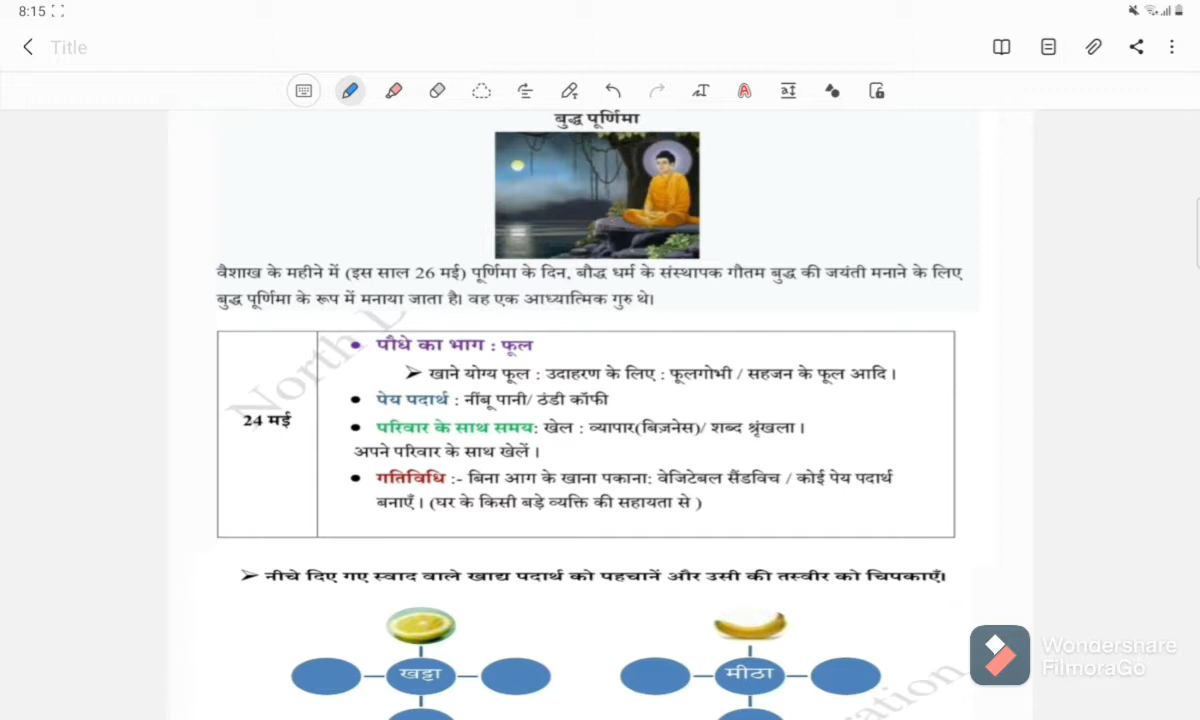 8:15
Title
बुद्ध पूर्णिमा
वैशाख के महीने में (इस साल 26 मई) पूर्णिमा के दिन, बौद्ध धर्म के संस्थापक गौतम बुद्ध की जयंती मनाने के लिए
बुद्ध पूर्णिमा के रूप में मनाया जाता है। वह एक आध्यात्मिक गुरु थे।
North
24 मई
• पौधे का भाग : फूल
➢ खाने योग्य फूल : उदाहरण के लिए : फूलगोभी / सहजन के फूल आदि ।
• पेय पदार्थ : नींबू पानी/ ठंडी कॉफी
• परिवार के साथ समय: खेल : व्यापार(बिज़नेस)/ शब्द श्रृंखला ।
अपने परिवार के साथ खेलें ।
• गतिविधि :- बिना आग के खाना पकाना: वेजिटेबल सैंडविच / कोई पेय पदार्थ
बनाएँ । (घर के किसी बड़े व्यक्ति की सहायता से )
➢ नीचे दिए गए स्वाद वाले खाद्य पदार्थ को पहचानें और उसी की तस्वीर को चिपकाएँ।
खट्टा
मीठा
Wondershare
FilmoraGo